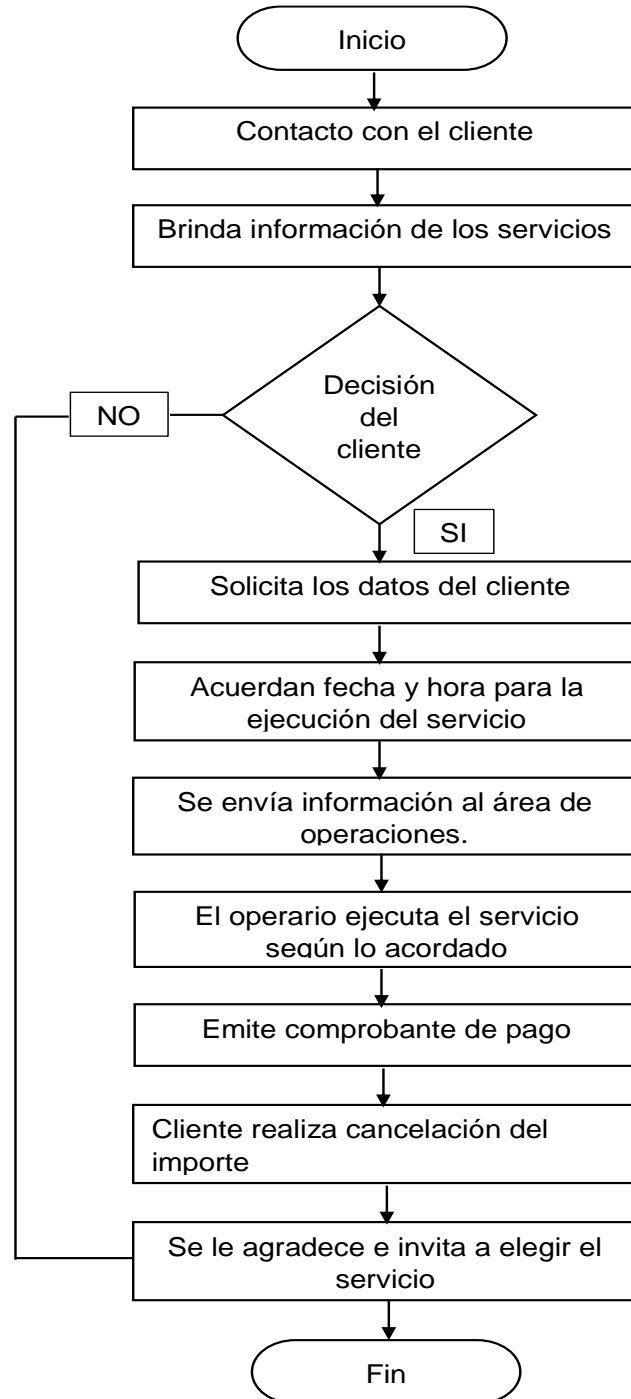 Inicio
Contacto con el cliente
Brinda información de los servicios
Decisión
del
cliente
NO
SI
Solicita los datos del cliente
Acuerdan fecha y hora para la
ejecución del servicio
Se envía información al área de
operaciones.
El operario ejecuta el servicio
según lo acordado
Emite comprobante de pago
Cliente realiza cancelación del
importe
Se le agradece e invita a elegir el
servicio
Fin